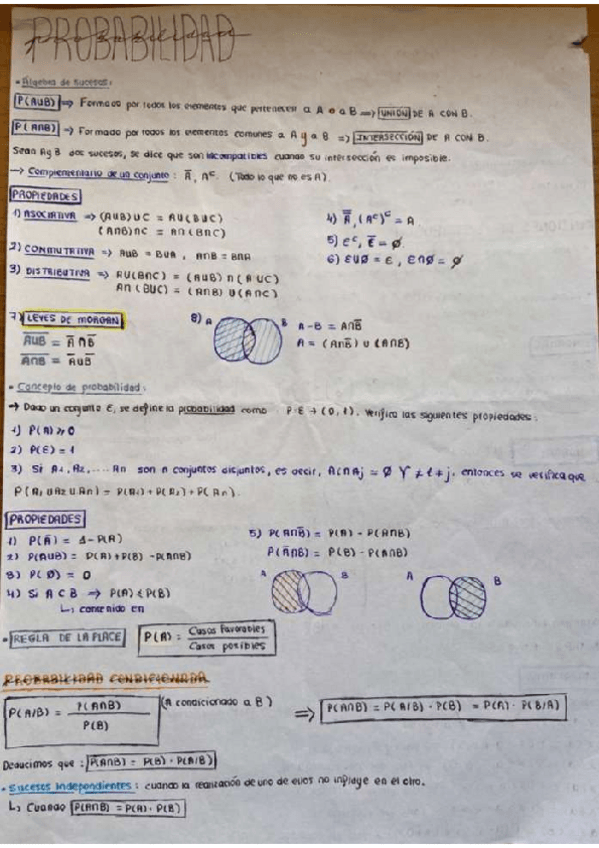 PROBABILIDAD
probabilidad
• Álgebra de sucesos:
P(AUB) => Formado por todos los elementos que pertenecen a A o a B => UNIÓN DE A CON B.
P(A∩B) => Formado por todos los elementos comunes a A y a B => INTERSECCIÓN DE A CON B.
Sean A y B dos sucesos, se dice que son incompatibles cuando su intersección es imposible.
→ Complementario de un conjunto: Ā, Aᶜ. (Todo lo que no es A).
PROPIEDADES
1) ASOCIATIVA => (AUB)UC = AU(BUC)
(A∩B)∩C = A∩(B∩C)
2) CONMUTATIVA => AUB = BUA, A∩B = B∩A
3) DISTRIBUTIVA => AU(B∩C) = (AUB)∩(AUC)
A∩(BUC) = (A∩B)U(A∩C)
4) A̿, (Aᶜ)ᶜ = A
5) Eᶜ, Ē = Ø
6) EUØ = E, E∩Ø = Ø
7) LEYES DE MORGAN
A̅U̅B̅ = Ā∩B̅
A̅∩̅B̅ = ĀUB̅
8) A B A-B = A∩B̅
A = (A∩B̅) U (A∩B)
• Concepto de probabilidad:
→ Dado un conjunto E, se define la probabilidad como P:E→(0,1). Verifica las siguientes propiedades:
1) P(A) ≥ 0
2) P(E) = 1
3) Si A₁, A₂, .... An son n conjuntos disjuntos, es decir, Ai∩Aj = Ø ∀ i≠j, entonces se verifica que
P(A₁UA₂UAn) = P(A₁)+P(A₂)+P(An).
PROPIEDADES
1) P(Ā) = 1-P(A)
2) P(AUB) = P(A)+P(B)-P(A∩B)
3) P(Ø) = 0
4) Si A⊂B => P(A)≤P(B)
↳ contenido en
5) P(A∩B̅) = P(A) - P(A∩B)
P(Ā∩B) = P(B) - P(A∩B)
A B A B
• REGLA DE LAPLACE P(A): Casos Favorables / Casos posibles
PROBABILIDAD CONDICIONADA
P(A/B) = P(A∩B) / P(B) (A condicionado a B) => P(A∩B) = P(A/B)·P(B) = P(A)·P(B/A)
Deducimos que: P(A∩B) = P(B)·P(A/B)
• Sucesos independientes: cuando la realización de uno de ellos no influye en el otro.
↳ Cuando P(A∩B) = P(A)·P(B)